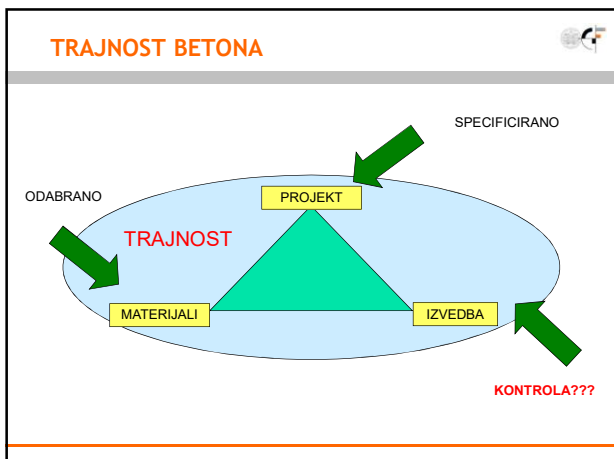 TRAJNOST BETONA
SPECIFICIRANO
ODABRANO
PROJEKT
TRAJNOST
MATERIJALI
IZVEDBA
KONTROLA???